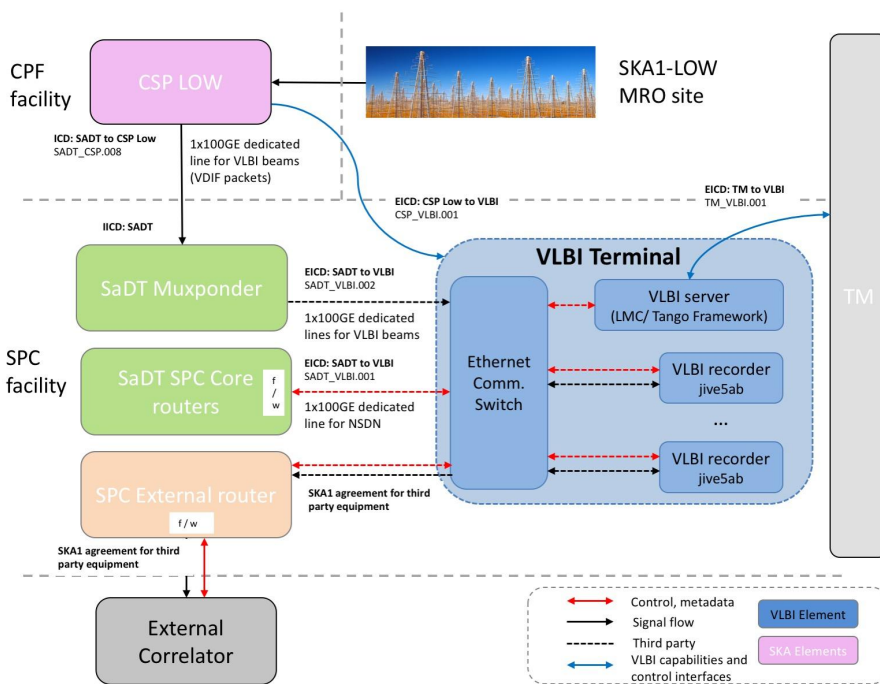 CPF
facility
CSP LOW
SKA1-LOW
MRO site
ICD: SADT to CSP Low
SADT_CSP.008
1x100GE dedicated
line for VLBI beams
(VDIF packets)
EICD: CSP Low to VLBI
CSP_VLBI.001
EICD: TM to VLBI
TM_VLBI.001
TM
IICD: SADT
SPC
facility
SaDT Muxponder
EICD: SADT to VLBI
SADT_VLBI.002
1x100GE dedicated
lines for VLBI beams
SaDT SPC Core
routers
f
/
w
EICD: SADT to VLBI
SADT_VLBI.001
1x100GE dedicated
line for NSDN
SPC External router
f / w
SKA1 agreement for third
party equipment
VLBI Terminal
Ethernet
Comm.
Switch
VLBI server
(LMC/ Tango Framework)
VLBI recorder
jive5ab
...
VLBI recorder
jive5ab
SKA1 agreement for third
party equipment
External
Correlator
Control, metadata
Signal flow
Third party
VLBI capabilities and
control interfaces
VLBI Element
SKA Elements